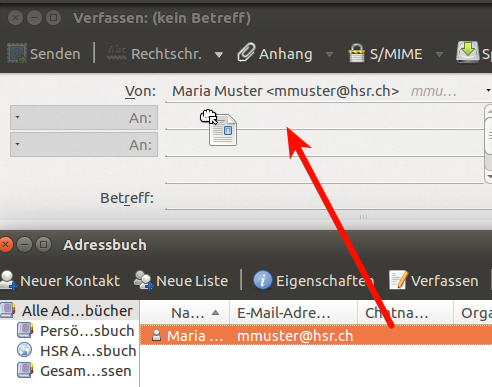 Verfassen: (kein Betreff)
Senden Abc Rechtschr. Anhang S/MIME Sp
Von: Maria Muster <mmuster@hsr.ch> mmu…
An:
An:
Betreff:
Adressbuch
Neuer Kontakt Neue Liste Eigenschaften Verfassen
Alle Ad…bücher Na… E-Mail-Adre… Chatna… Orga
Persö…sbuch Maria … mmuster@hsr.ch
HSR A…sbuch
Gesam…ssen